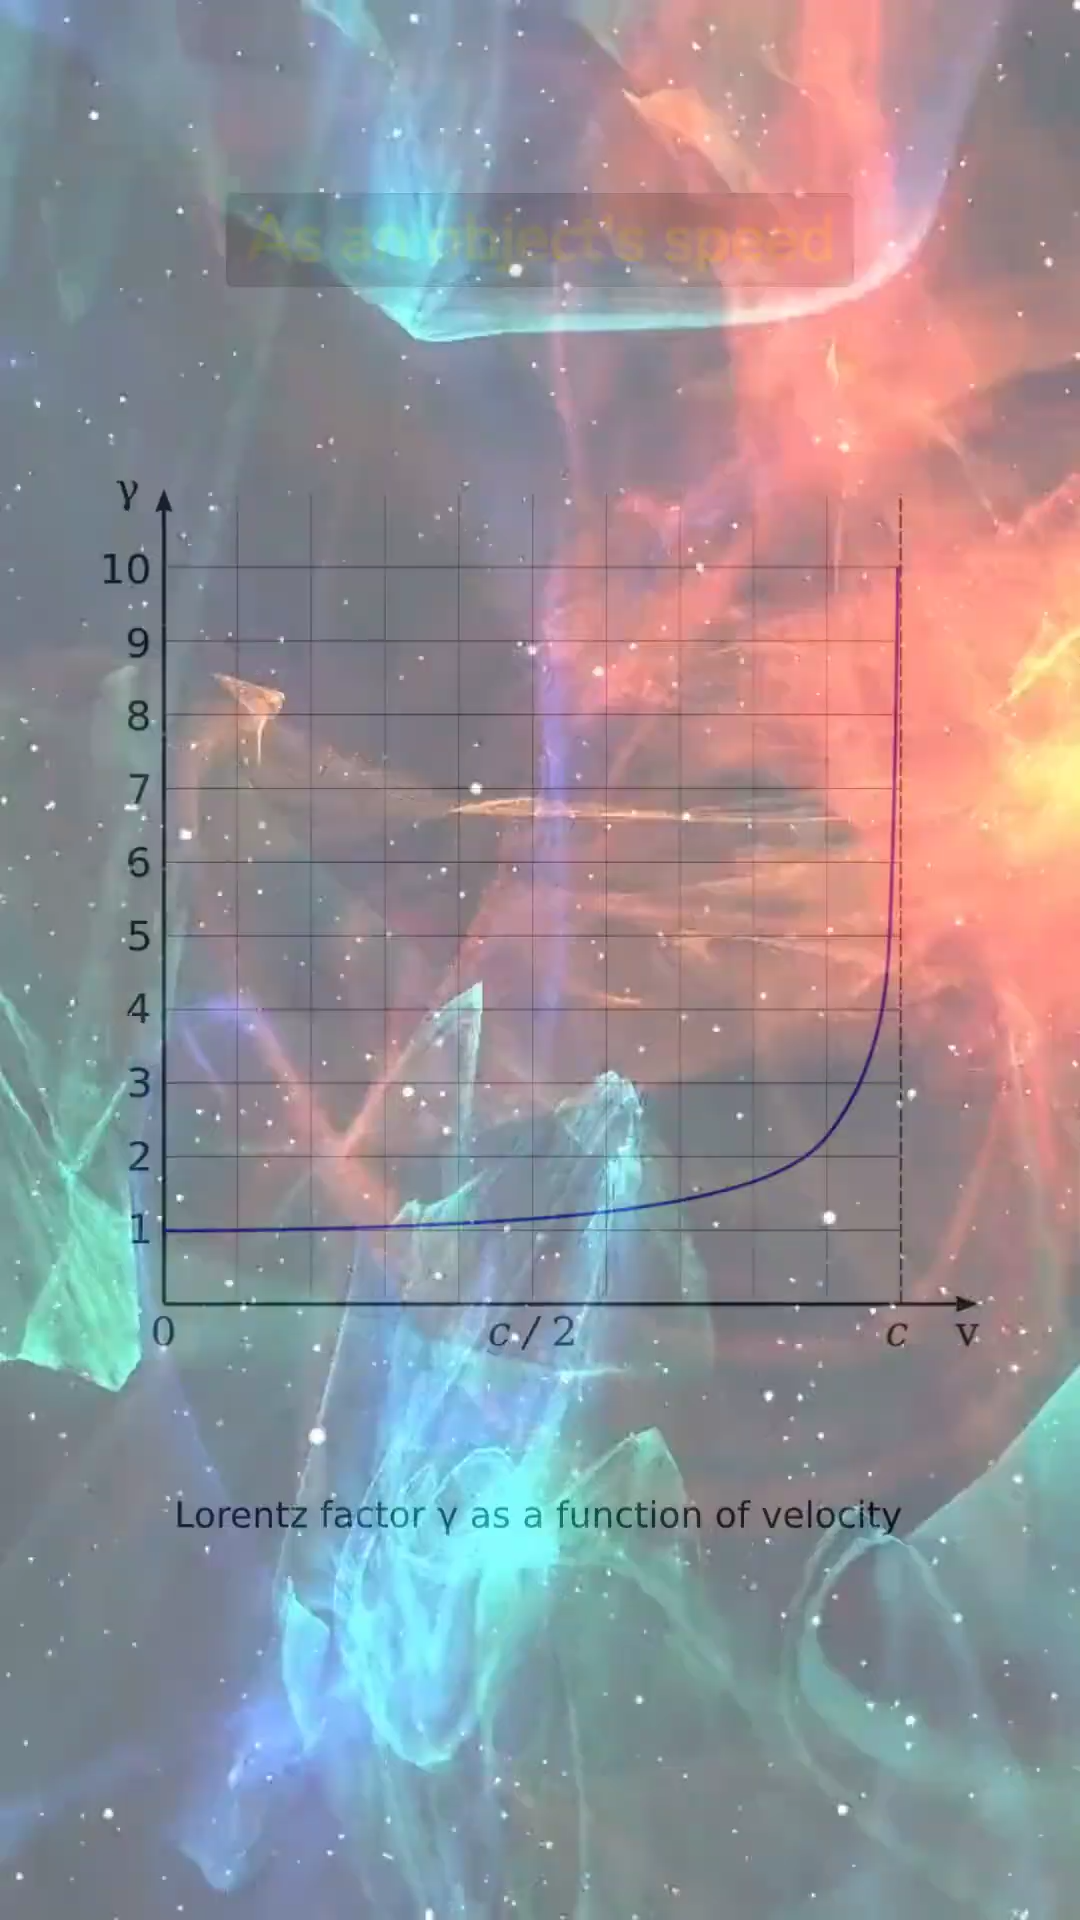 As an object's speed
γ
10
9
8
7
6
5
4
3
2
1
0 c / 2 c v
Lorentz factor γ as a function of velocity